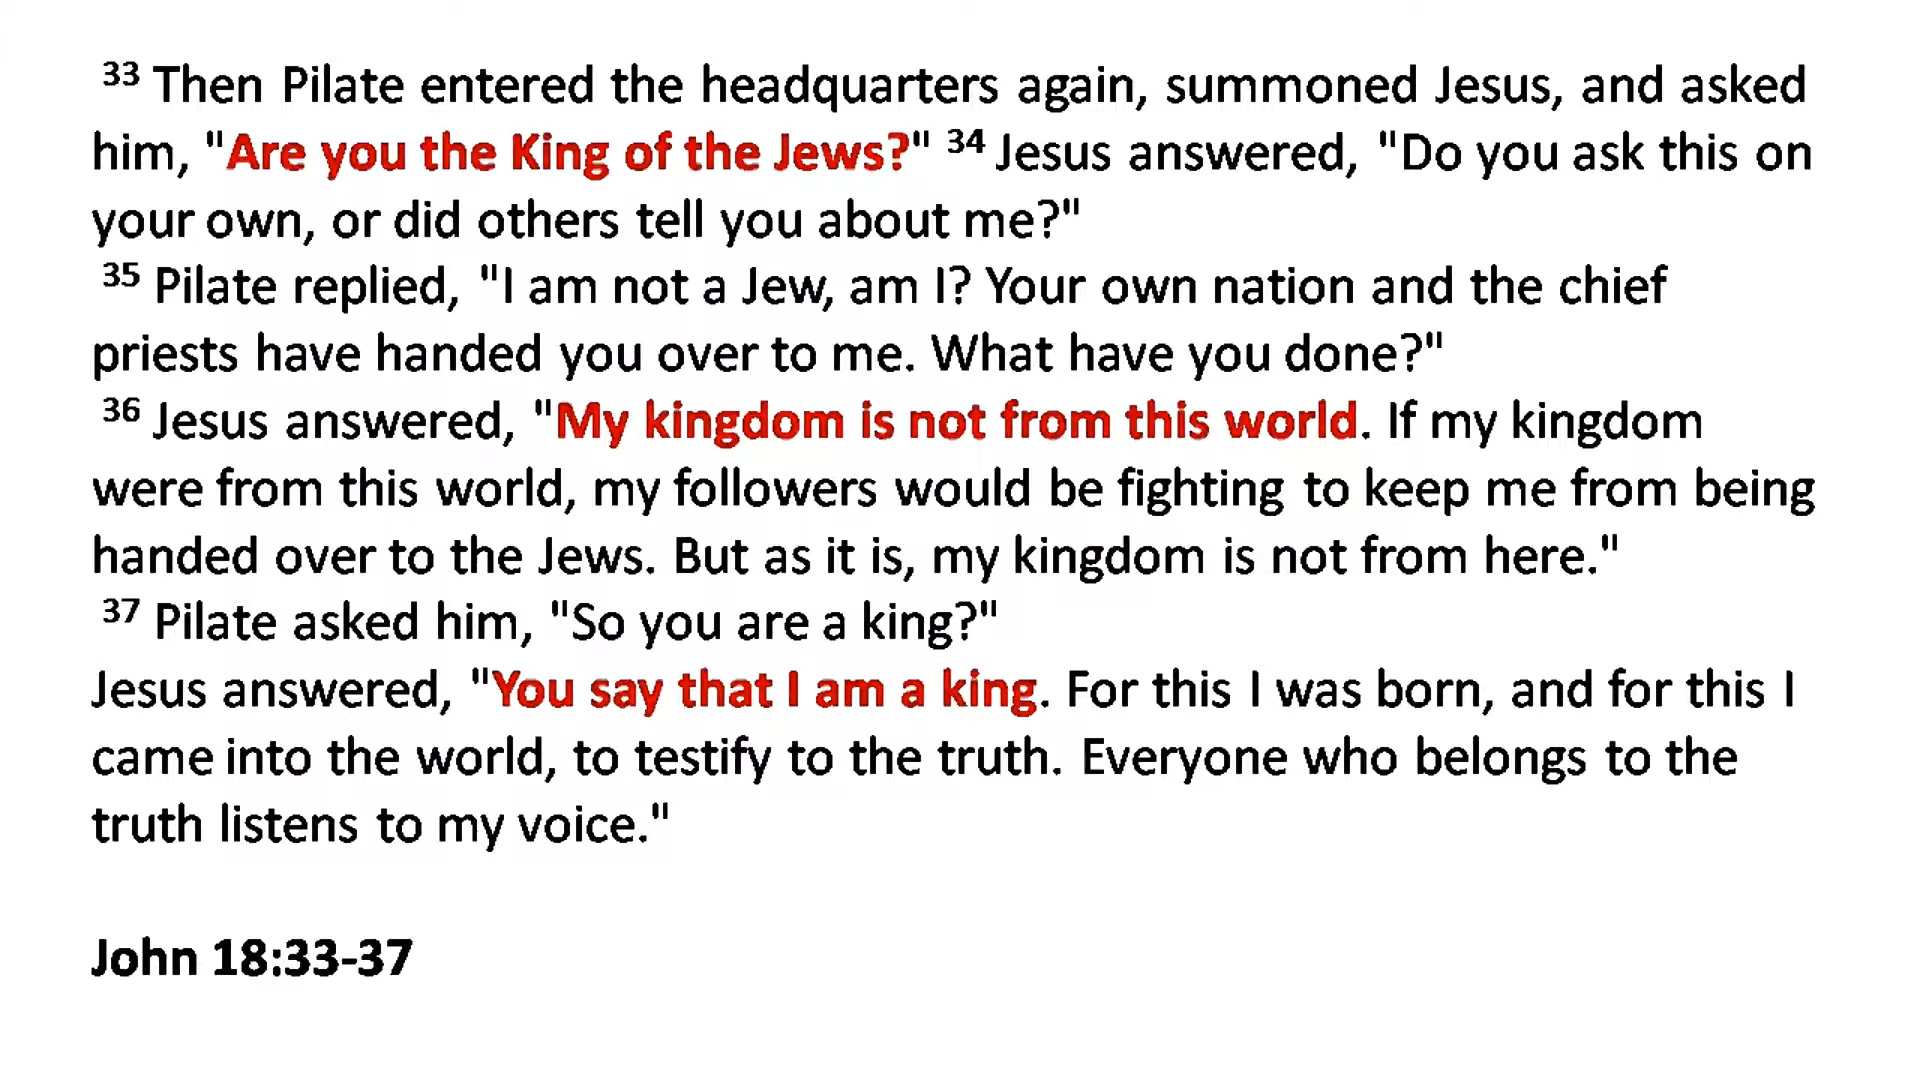 33 Then Pilate entered the headquarters again, summoned Jesus, and asked
him, "Are you the King of the Jews?" 34 Jesus answered, "Do you ask this on
your own, or did others tell you about me?"
35 Pilate replied, "I am not a Jew, am I? Your own nation and the chief
priests have handed you over to me. What have you done?"
36 Jesus answered, "My kingdom is not from this world. If my kingdom
were from this world, my followers would be fighting to keep me from being
handed over to the Jews. But as it is, my kingdom is not from here."
37 Pilate asked him, "So you are a king?"
Jesus answered, "You say that I am a king. For this I was born, and for this I
came into the world, to testify to the truth. Everyone who belongs to the
truth listens to my voice."
John 18:33-37